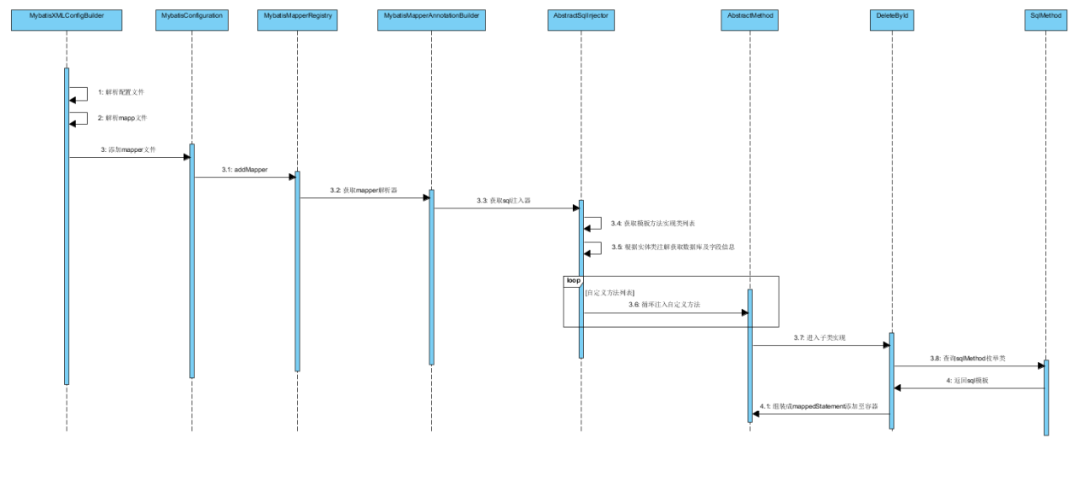 MybatisXMLConfigBuilder
MybatisConfiguration
MybatisMapperRegistry
MybatisMapperAnnotationBuilder
AbstractSqlInjector
AbstractMethod
DeleteById
SqlMethod
1: 解析配置文件
2: 解析mapp文件
3: 添加mapper文件
3.1: addMapper
3.2: 获取mapper解析器
3.3: 获取sql注入器
3.4: 获取模版方法实现类列表
3.5: 根据实体类注解获取数据库及字段信息
loop
[自定义方法列表]
3.6: 循环注入自定义方法
3.7: 进入子类实现
3.8: 查询sqlMethod枚举类
4: 返回sql模板
4.1: 组装成mappedStatement添加至容器